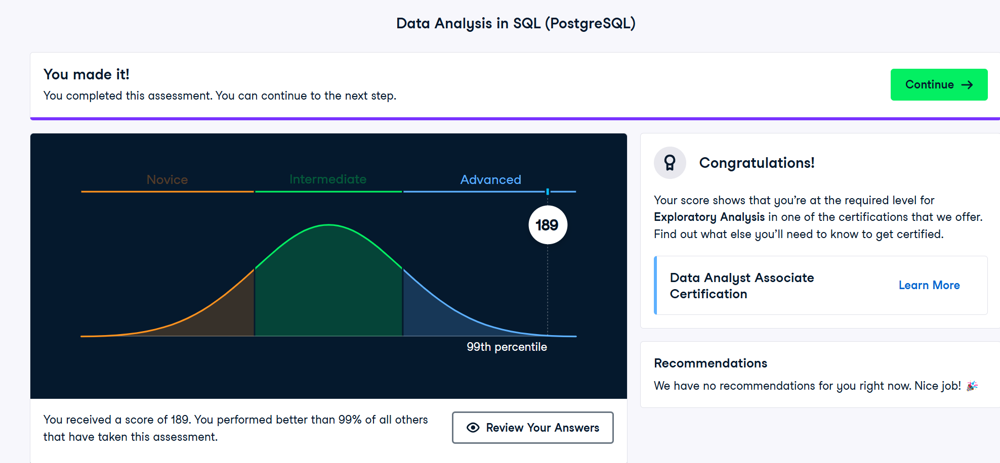 Data Analysis in SQL (PostgreSQL)
You made it!
You completed this assessment. You can continue to the next step.
Continue →
Novice
Intermediate
Advanced
189
99th percentile
You received a score of 189. You performed better than 99% of all others
that have taken this assessment.
Review Your Answers
Congratulations!
Your score shows that you’re at the required level for
Exploratory Analysis in one of the certifications that we offer.
Find out what else you’ll need to know to get certified.
Data Analyst Associate
Certification
Learn More
Recommendations
We have no recommendations for you right now. Nice job! 🎉